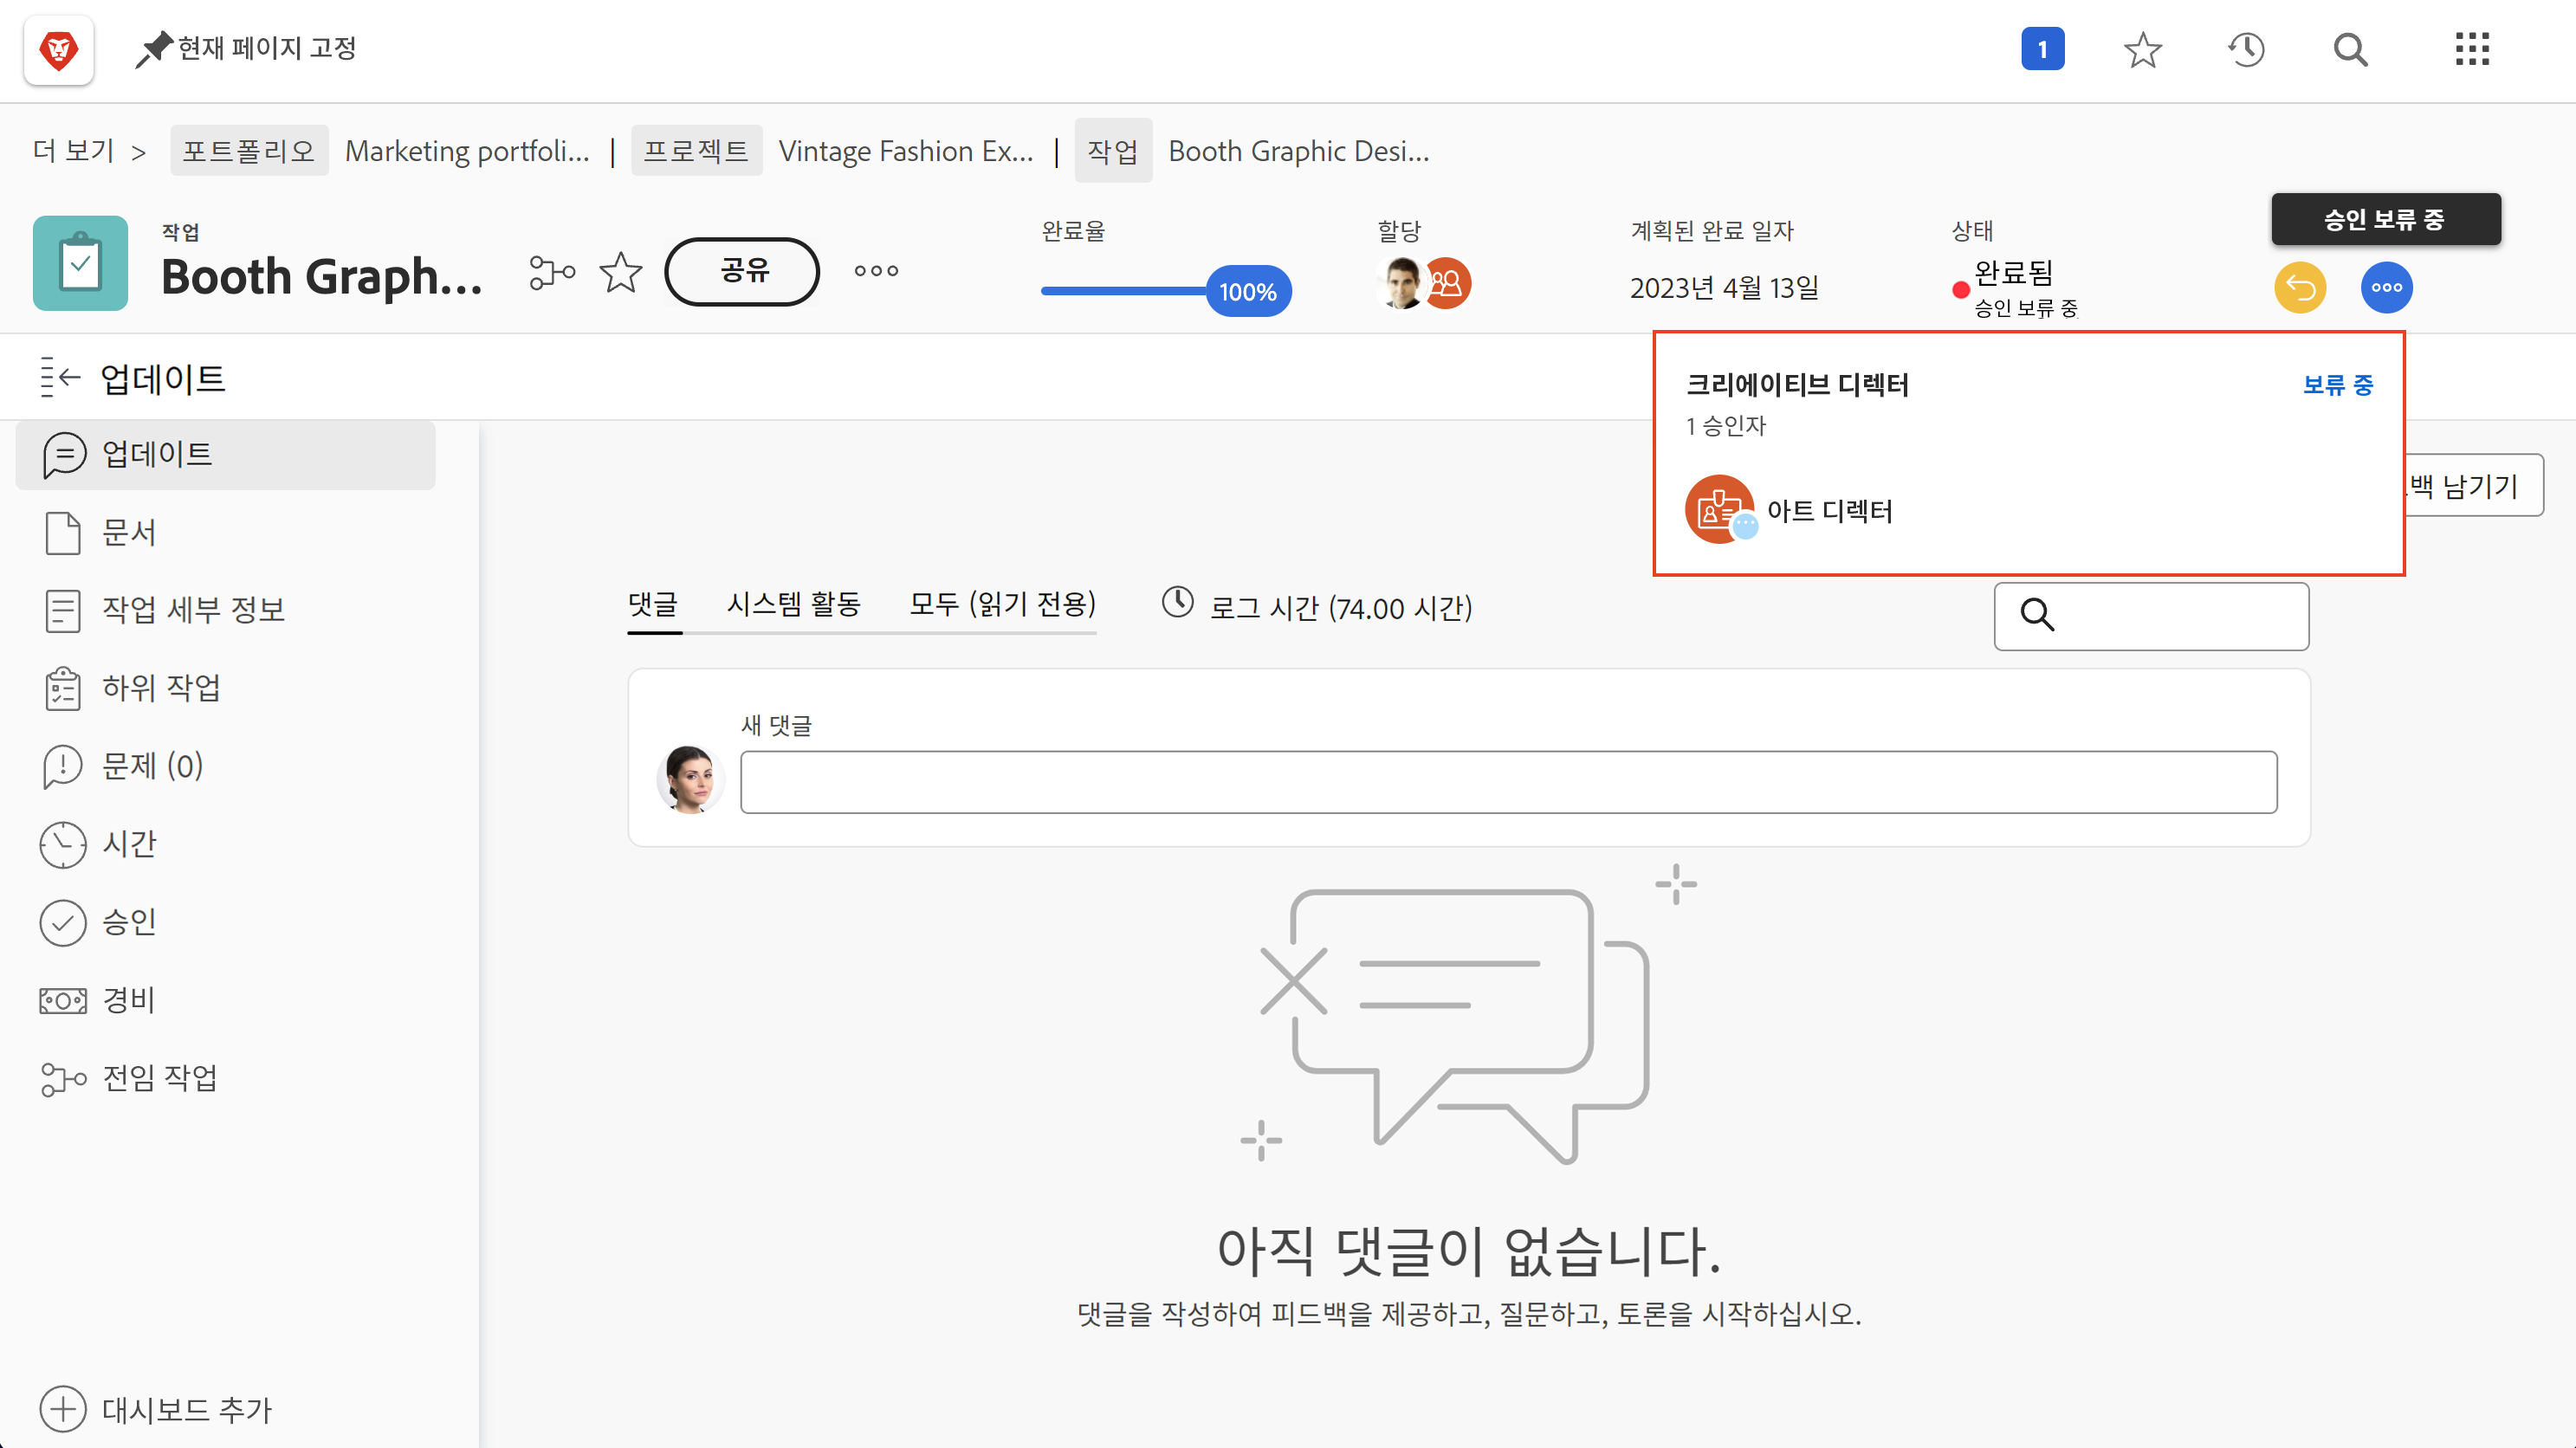 현재 페이지 고정
1
더 보기 > 포트폴리오 Marketing portfoli... | 프로젝트 Vintage Fashion Ex... | 작업 Booth Graphic Desi...
작업
Booth Graph...
공유
완료율
100%
할당
계획된 완료 일자
2023년 4월 13일
상태
완료됨
승인 보류 중
승인 보류 중
업데이트
크리에이티브 디렉터
보류 중
1 승인자
아트 디렉터
백 남기기
업데이트
문서
작업 세부 정보
하위 작업
문제 (0)
시간
승인
경비
전임 작업
대시보드 추가
댓글
시스템 활동
모두 (읽기 전용)
로그 시간 (74.00 시간)
새 댓글
아직 댓글이 없습니다.
댓글을 작성하여 피드백을 제공하고, 질문하고, 토론을 시작하십시오.